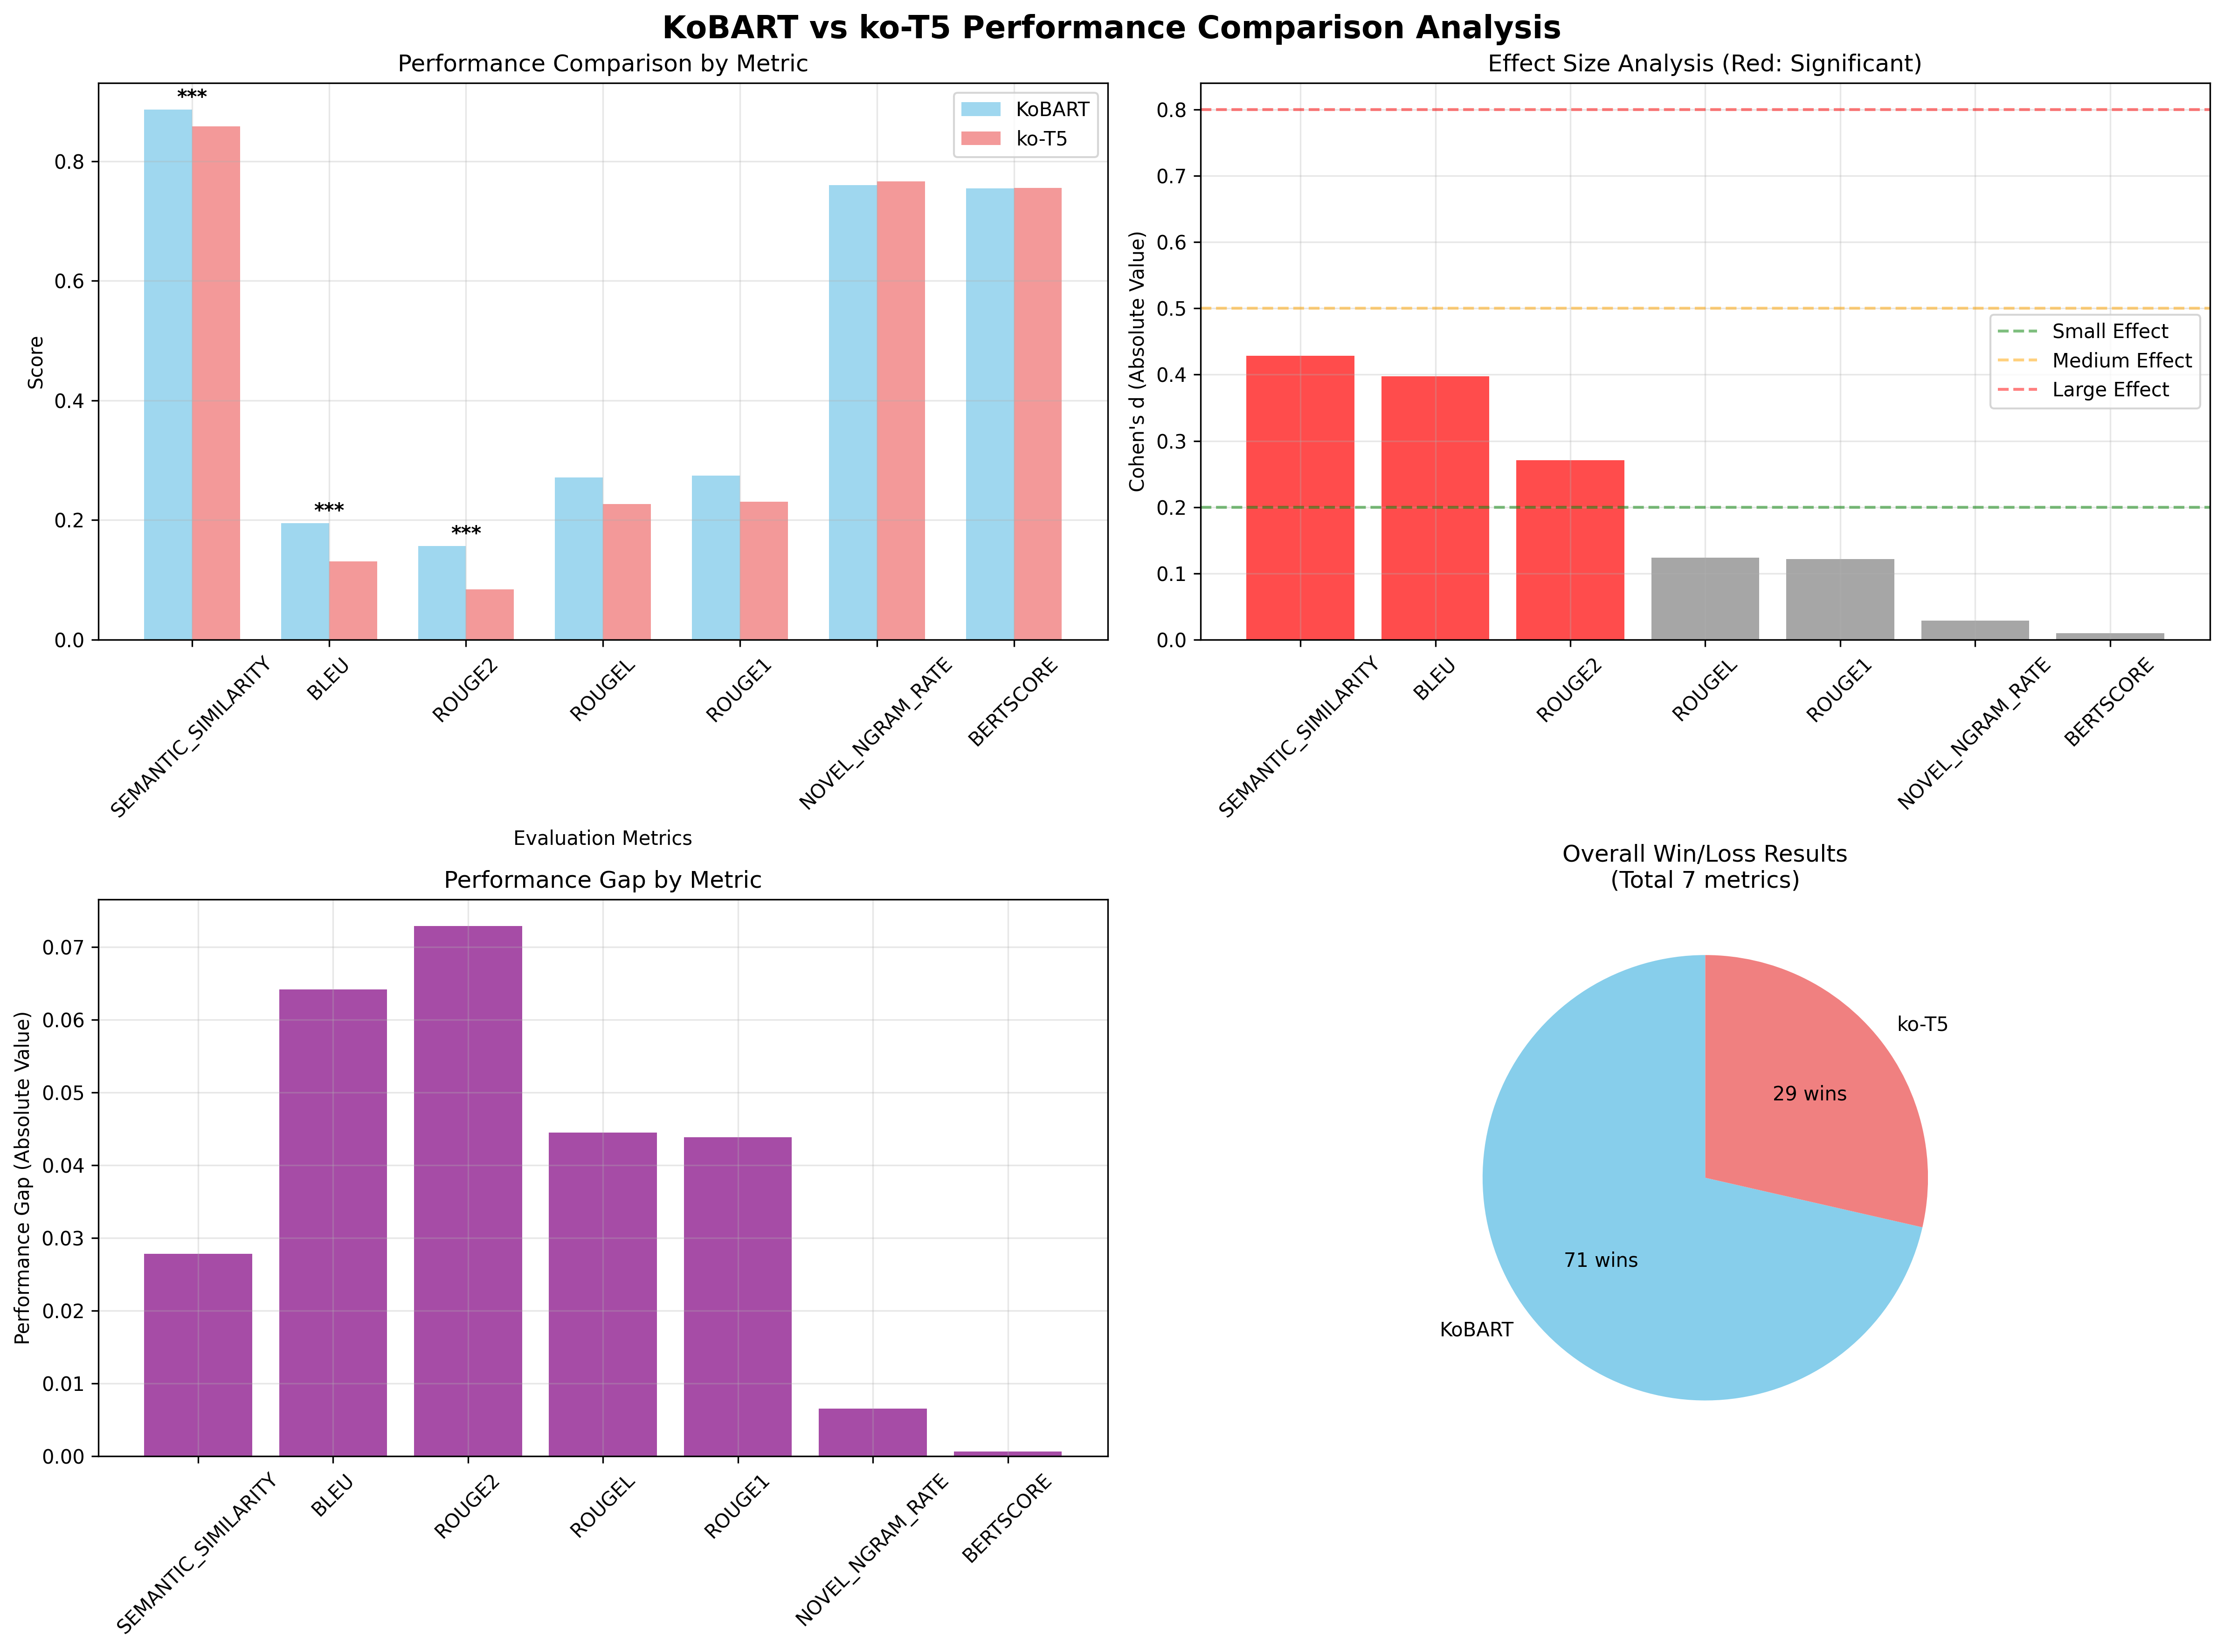 KoBART vs ko-T5 Performance Comparison Analysis
Performance Comparison by Metric
***
***
***
KoBART
ko-T5
Score
0.8
0.6
0.4
0.2
0.0
SEMANTIC_SIMILARITY
BLEU
ROUGE2
ROUGEL
ROUGE1
NOVEL_NGRAM_RATE
BERTSCORE
Evaluation Metrics
Effect Size Analysis (Red: Significant)
Cohen's d (Absolute Value)
0.8
0.7
0.6
0.5
0.4
0.3
0.2
0.1
0.0
Small Effect
Medium Effect
Large Effect
SEMANTIC_SIMILARITY
BLEU
ROUGE2
ROUGEL
ROUGE1
NOVEL_NGRAM_RATE
BERTSCORE
Performance Gap by Metric
Performance Gap (Absolute Value)
0.07
0.06
0.05
0.04
0.03
0.02
0.01
0.00
SEMANTIC_SIMILARITY
BLEU
ROUGE2
ROUGEL
ROUGE1
NOVEL_NGRAM_RATE
BERTSCORE
Overall Win/Loss Results
(Total 7 metrics)
ko-T5
29 wins
71 wins
KoBART